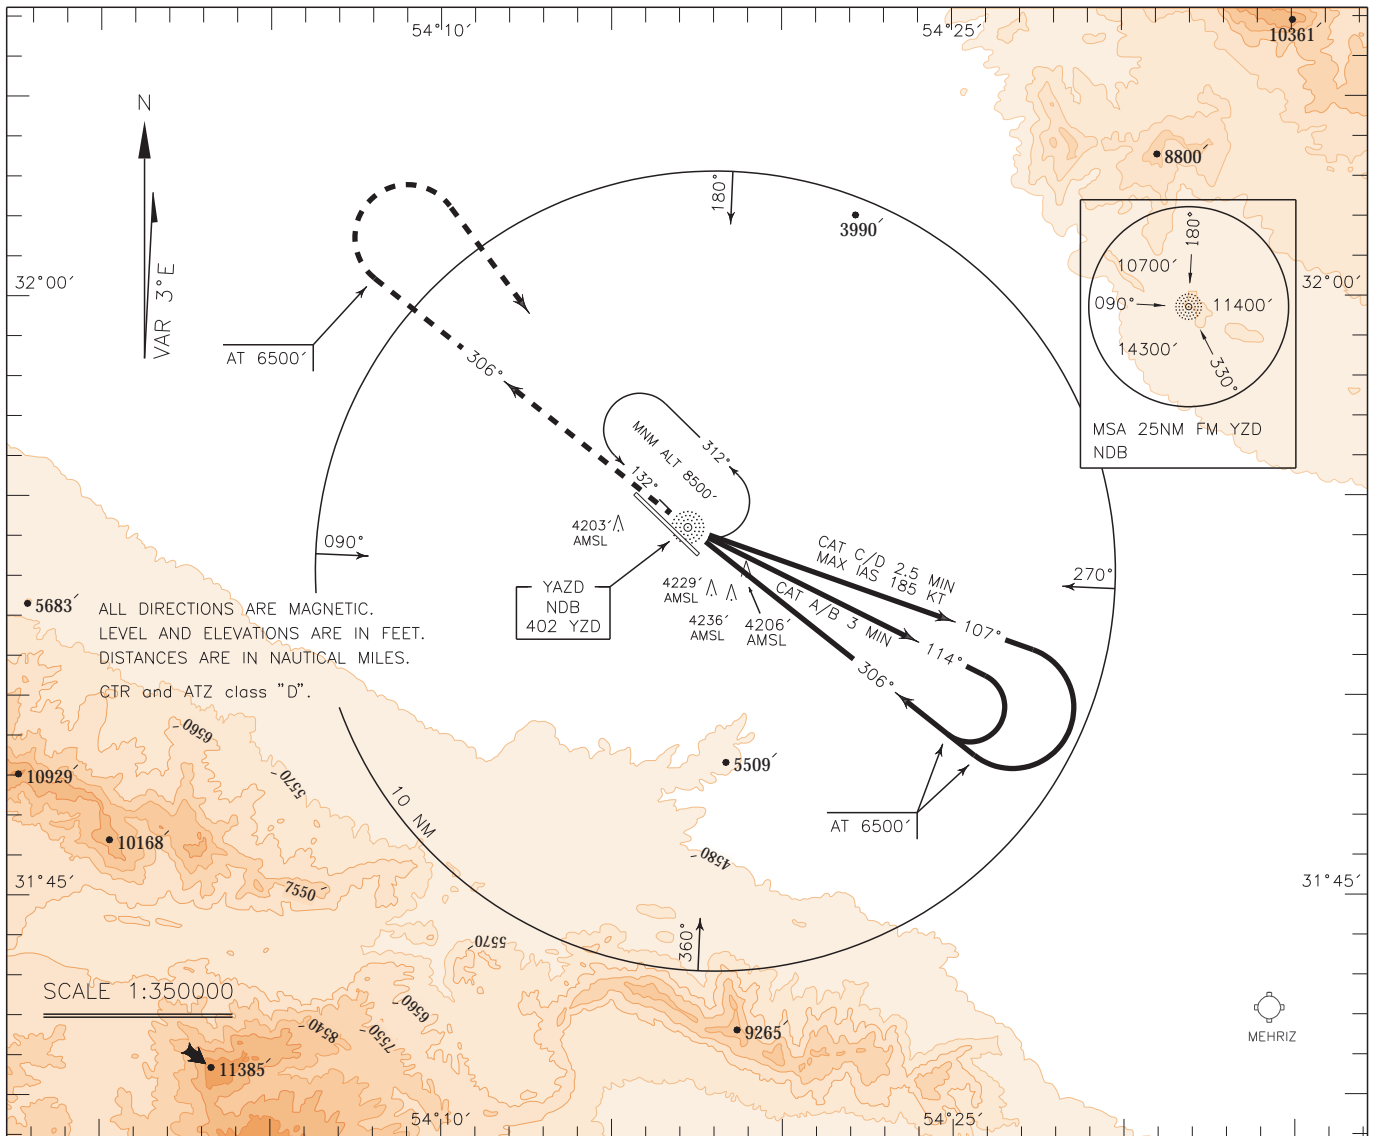 54°10′
54°25′
10361′
N
VAR 3°E
8800′
180°
3990′
32°00′
32°00′
180°
10700′
090°
11400′
14300′
330°
MSA 25NM FM YZD
NDB
AT 6500′
306°
MNM ALT 8500′
312°
132°
4203′
AMSL
090°
YAZD
NDB
402 YZD
4229′
AMSL
4236′
AMSL
4206′
AMSL
CAT C/D 2.5 MIN
MAX IAS 185 KT
CAT A/B 3 MIN
107°
114°
306°
270°
5683′
ALL DIRECTIONS ARE MAGNETIC.
LEVEL AND ELEVATIONS ARE IN FEET.
DISTANCES ARE IN NAUTICAL MILES.
CTR and ATZ class "D".
6560
5570
10929′
10168′
10 NM
5509′
AT 6500′
4580
31°45′
31°45′
7550
5570
360°
SCALE 1:350000
6560
7550
8540
11385′
9265′
MEHRIZ
54°10′
54°25′